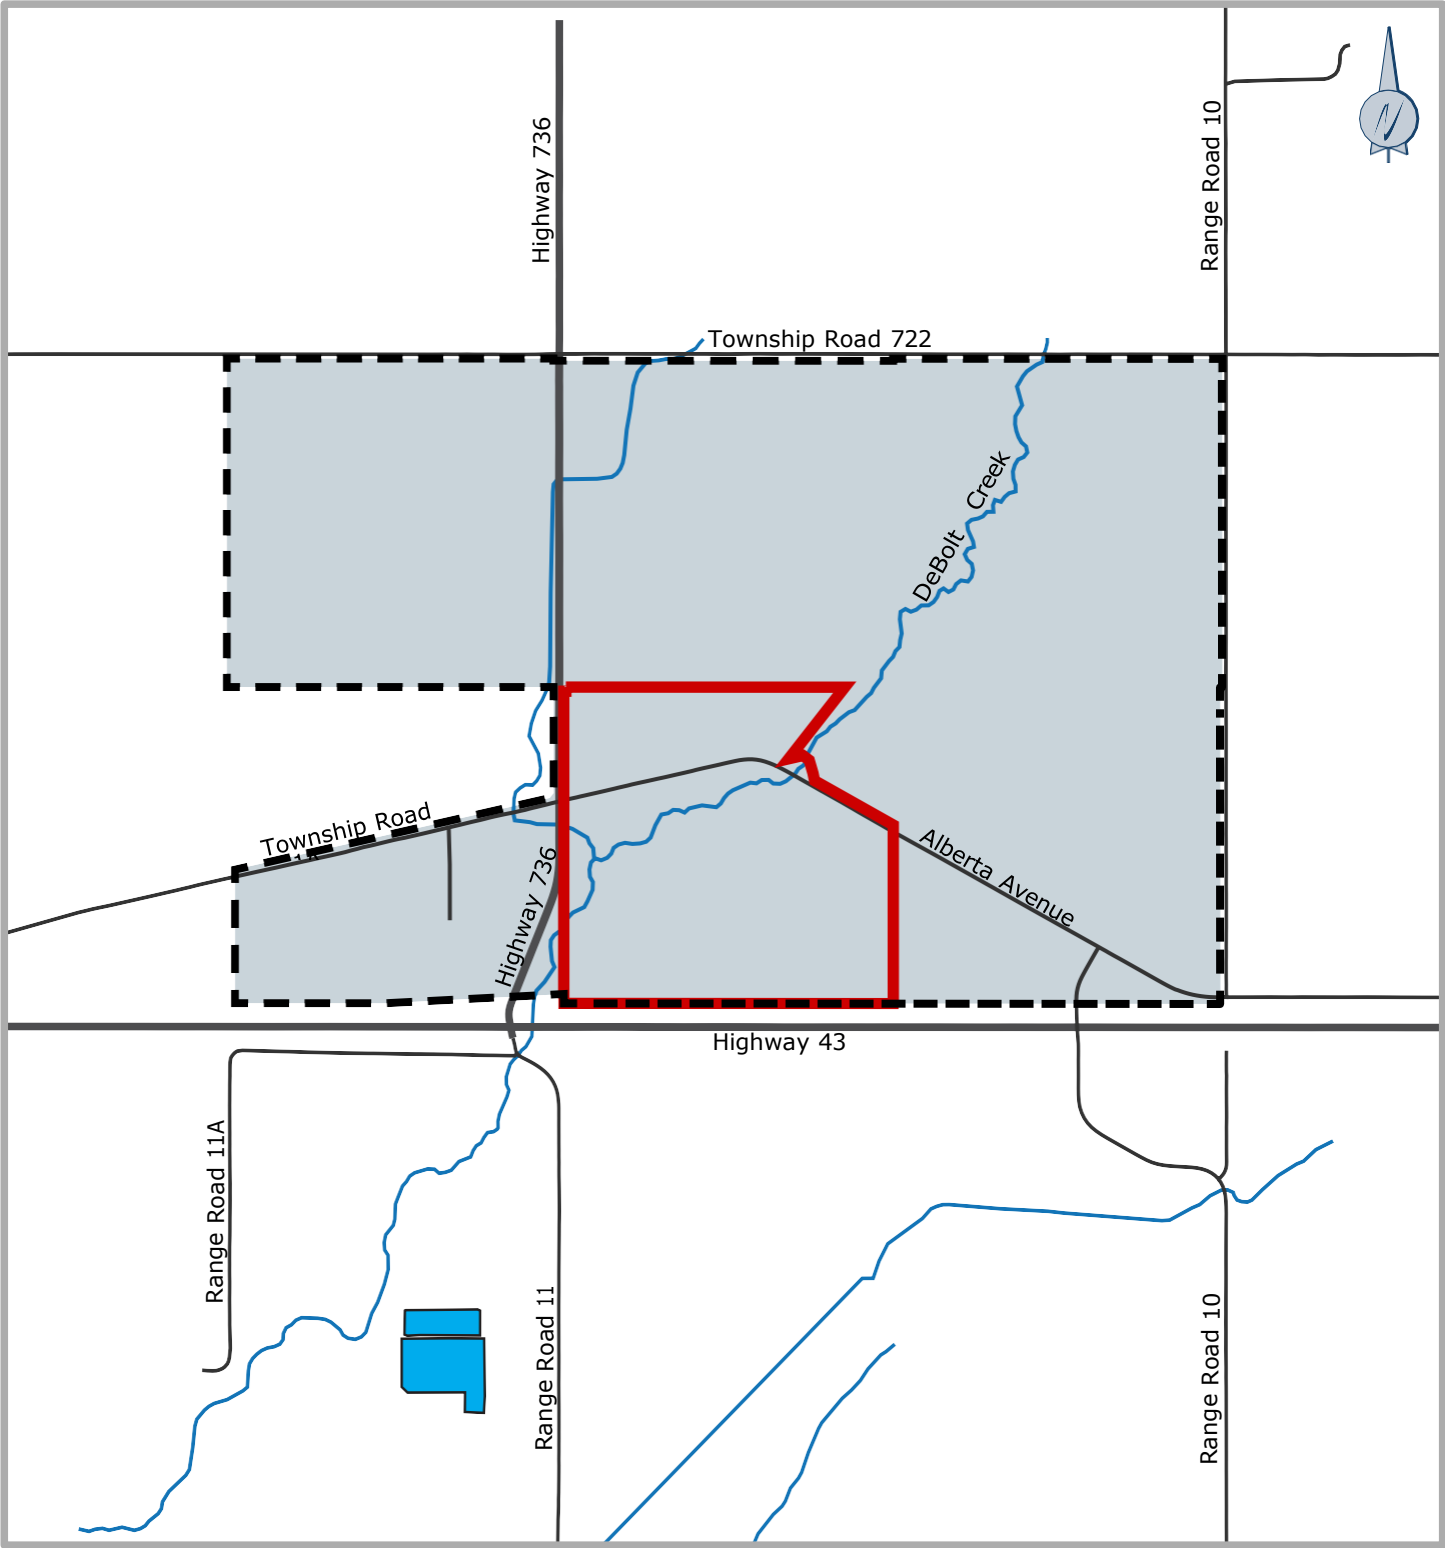 Highway 736
Range Road 10
Township Road 722
DeBolt Creek
Township Road
Highway 736
Alberta Avenue
Highway 43
Range Road 11A
Range Road 11
Range Road 10